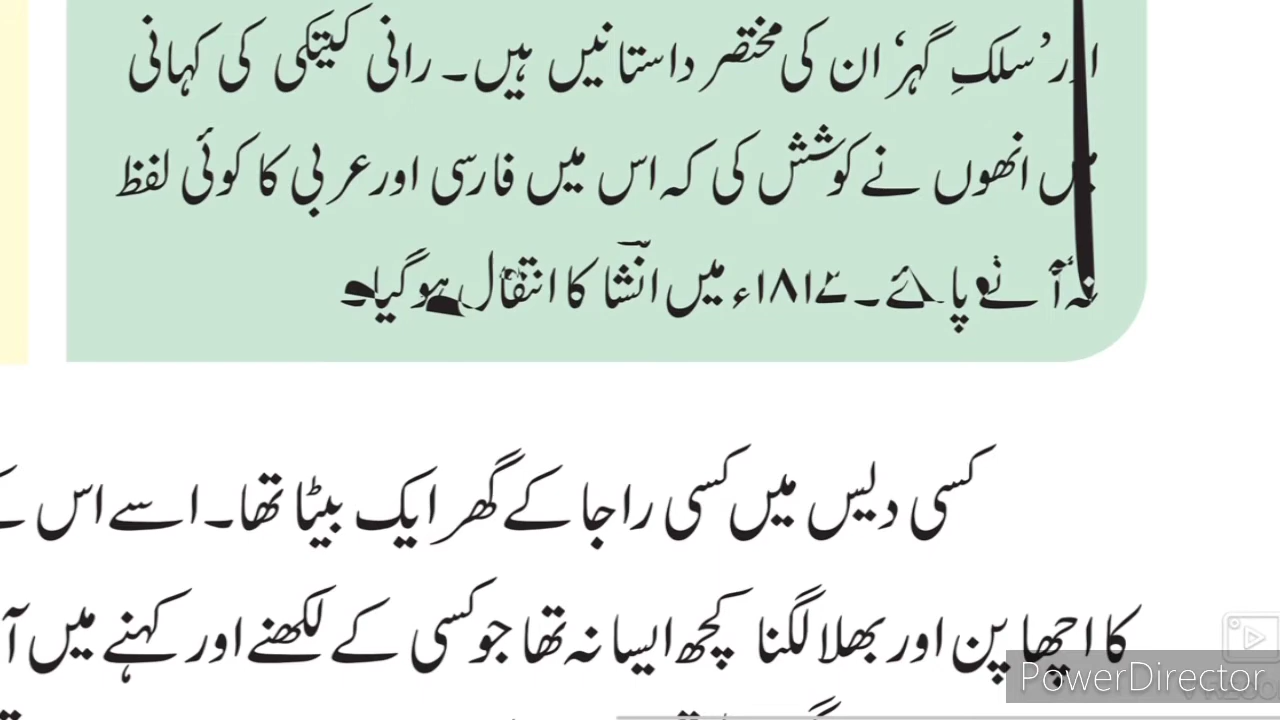 اور ’سلکِ گہر‘ ان کی مختصر داستانیں ہیں۔ رانی کیتکی کی کہانی
میں انھوں نے کوشش کی کہ اس میں فارسی اور عربی کا کوئی لفظ
نہ آنے پائے۔ ۱۸۱۷ء میں انشؔا کا انتقال ہوگیا۔
کسی دیس میں کسی راجا کے گھر ایک بیٹا تھا۔ اسے اس کے
کا اچھا پن اور بھلا لگنا کچھ ایسا نہ تھا جو کسی کے لکھنے اور کہنے میں
PowerDirector